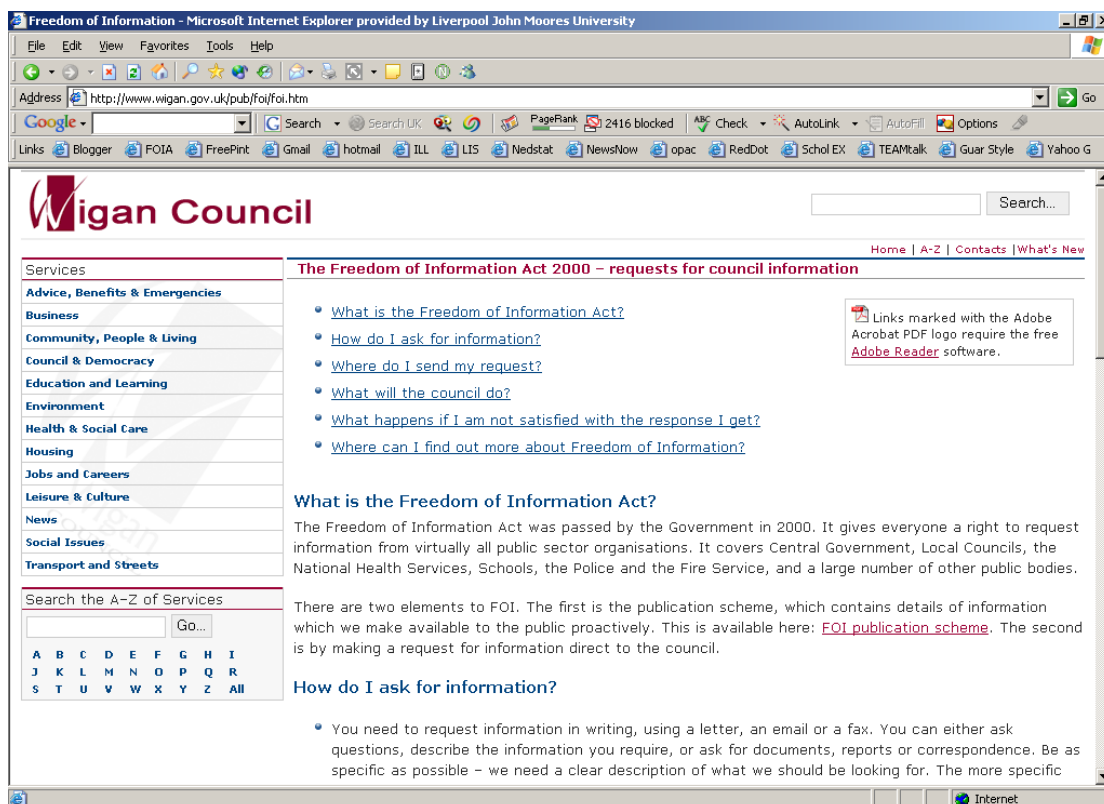 Freedom of Information - Microsoft Internet Explorer provided by Liverpool John Moores University
File Edit View Favorites Tools Help
Address http://www.wigan.gov.uk/pub/foi/foi.htm Go
Google Search Search UK PageRank 2416 blocked ABC Check AutoLink AutoFill Options
Links Blogger FOIA FreePint Gmail hotmail ILL LIS Nedstat NewsNow opac RedDot Schol EX TEAMtalk Guar Style Yahoo G
Wigan Council
Search...
Home | A-Z | Contacts |What's New
Services
Advice, Benefits & Emergencies
Business
Community, People & Living
Council & Democracy
Education and Learning
Environment
Health & Social Care
Housing
Jobs and Careers
Leisure & Culture
News
Social Issues
Transport and Streets
Search the A-Z of Services
Go...
A B C D E F G H I
J K L M N O P Q R
S T U V W X Y Z All
The Freedom of Information Act 2000 – requests for council information
What is the Freedom of Information Act?
How do I ask for information?
Where do I send my request?
What will the council do?
What happens if I am not satisfied with the response I get?
Where can I find out more about Freedom of Information?
Links marked with the Adobe
Acrobat PDF logo require the free
Adobe Reader software.
What is the Freedom of Information Act?
The Freedom of Information Act was passed by the Government in 2000. It gives everyone a right to request
information from virtually all public sector organisations. It covers Central Government, Local Councils, the
National Health Services, Schools, the Police and the Fire Service, and a large number of other public bodies.
There are two elements to FOI. The first is the publication scheme, which contains details of information
which we make available to the public proactively. This is available here: FOI publication scheme. The second
is by making a request for information direct to the council.
How do I ask for information?
You need to request information in writing, using a letter, an email or a fax. You can either ask
questions, describe the information you require, or ask for documents, reports or correspondence. Be as
specific as possible – we need a clear description of what we should be looking for. The more specific
Internet